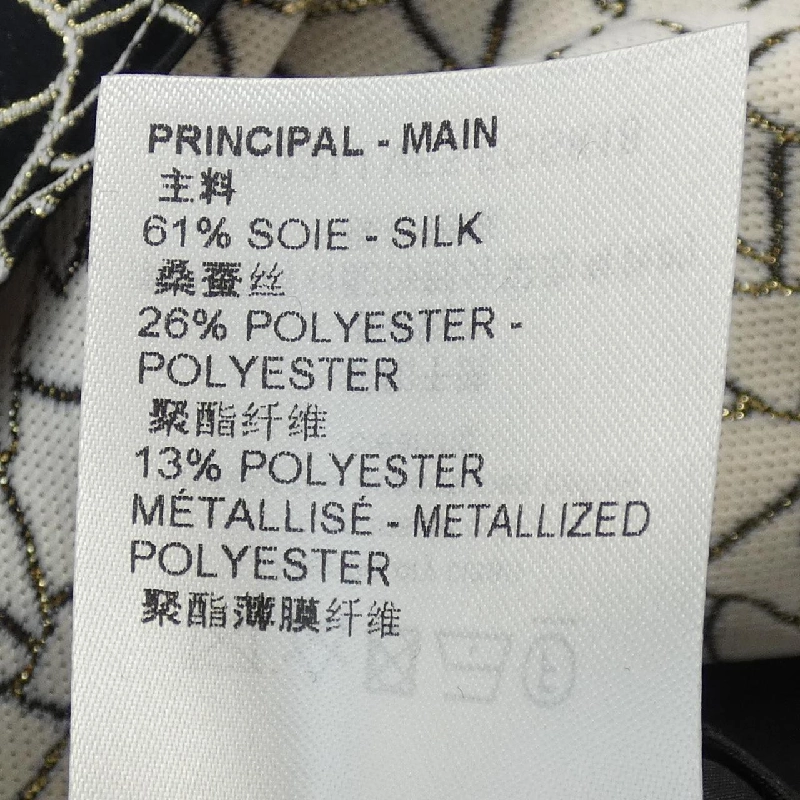 PRINCIPAL - MAIN
主料
61% SOIE - SILK
桑蚕丝
26% POLYESTER -
POLYESTER
聚酯纤维
13% POLYESTER
MÉTALLISÉ - METALLIZED
POLYESTER
聚酯薄膜纤维